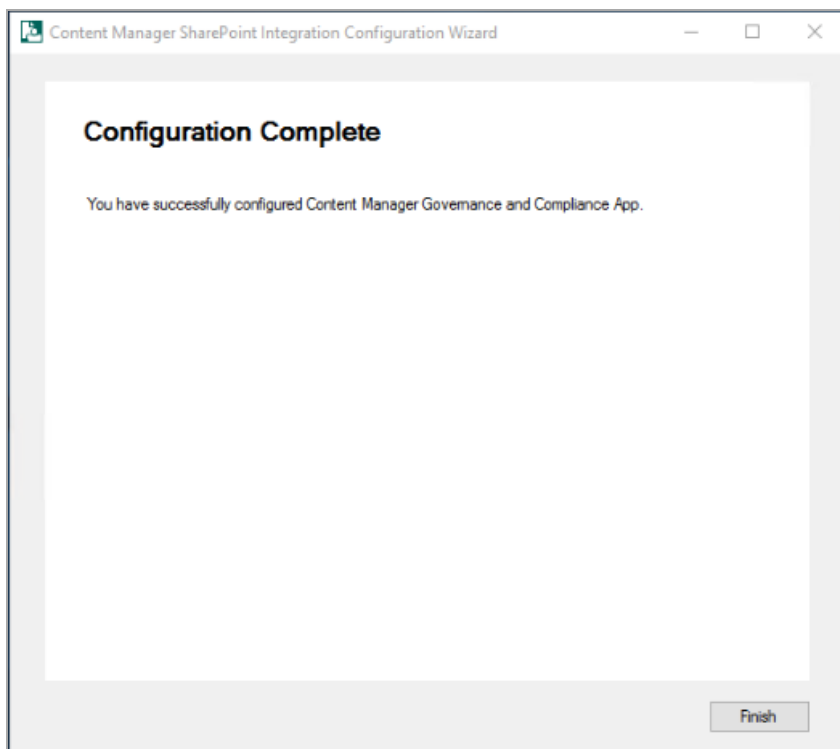 Content Manager SharePoint Integration Configuration Wizard
Configuration Complete
You have successfully configured Content Manager Governance and Compliance App.
Finish